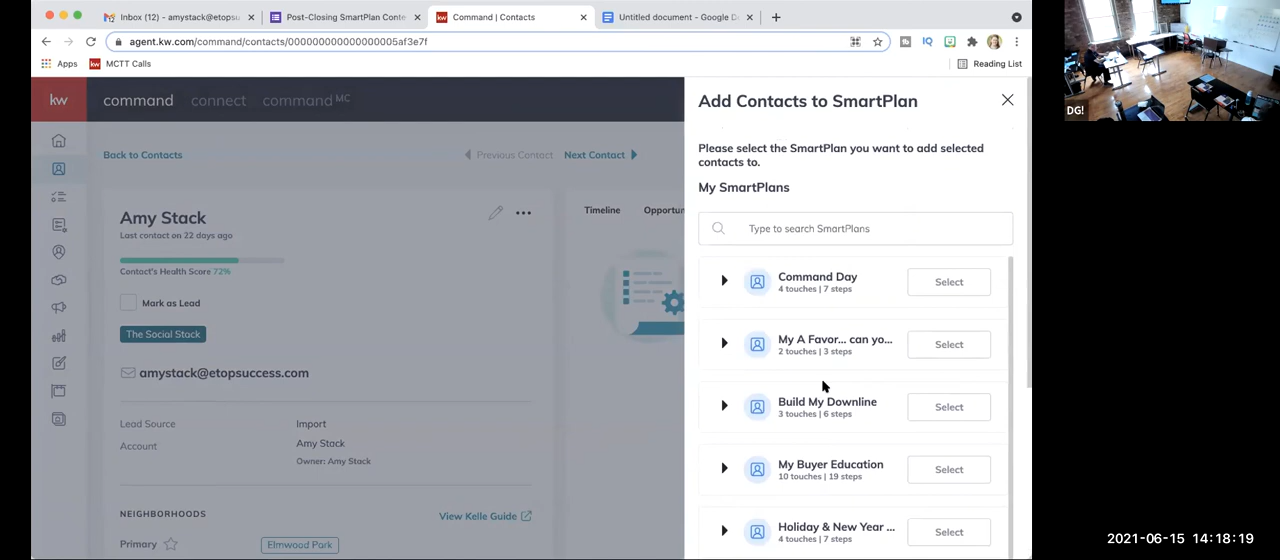 Inbox (12) - amystack@etopsu
Post-Closing SmartPlan Conte
Command | Contacts
Untitled document - Google D
agent.kw.com/command/contacts/000000000000000005af3e7f
Apps
MCTT Calls
Reading List
kw
command connect command MC
Add Contacts to SmartPlan
Back to Contacts
Previous Contact
Next Contact
Please select the SmartPlan you want to add selected
contacts to.
My SmartPlans
Type to search SmartPlans
Amy Stack
Last contact on 22 days ago
Contact's Health Score 72%
Mark as Lead
The Social Stack
amystack@etopsuccess.com
Lead Source Import
Account Amy Stack
Owner: Amy Stack
NEIGHBORHOODS
View Kelle Guide
Primary
Elmwood Park
Timeline
Opportu
Command Day
4 touches | 7 steps
Select
My A Favor... can yo...
2 touches | 3 steps
Select
Build My Downline
3 touches | 6 steps
Select
My Buyer Education
10 touches | 19 steps
Select
Holiday & New Year ...
4 touches | 7 steps
Select
DG!
2021-06-15 14:18:19